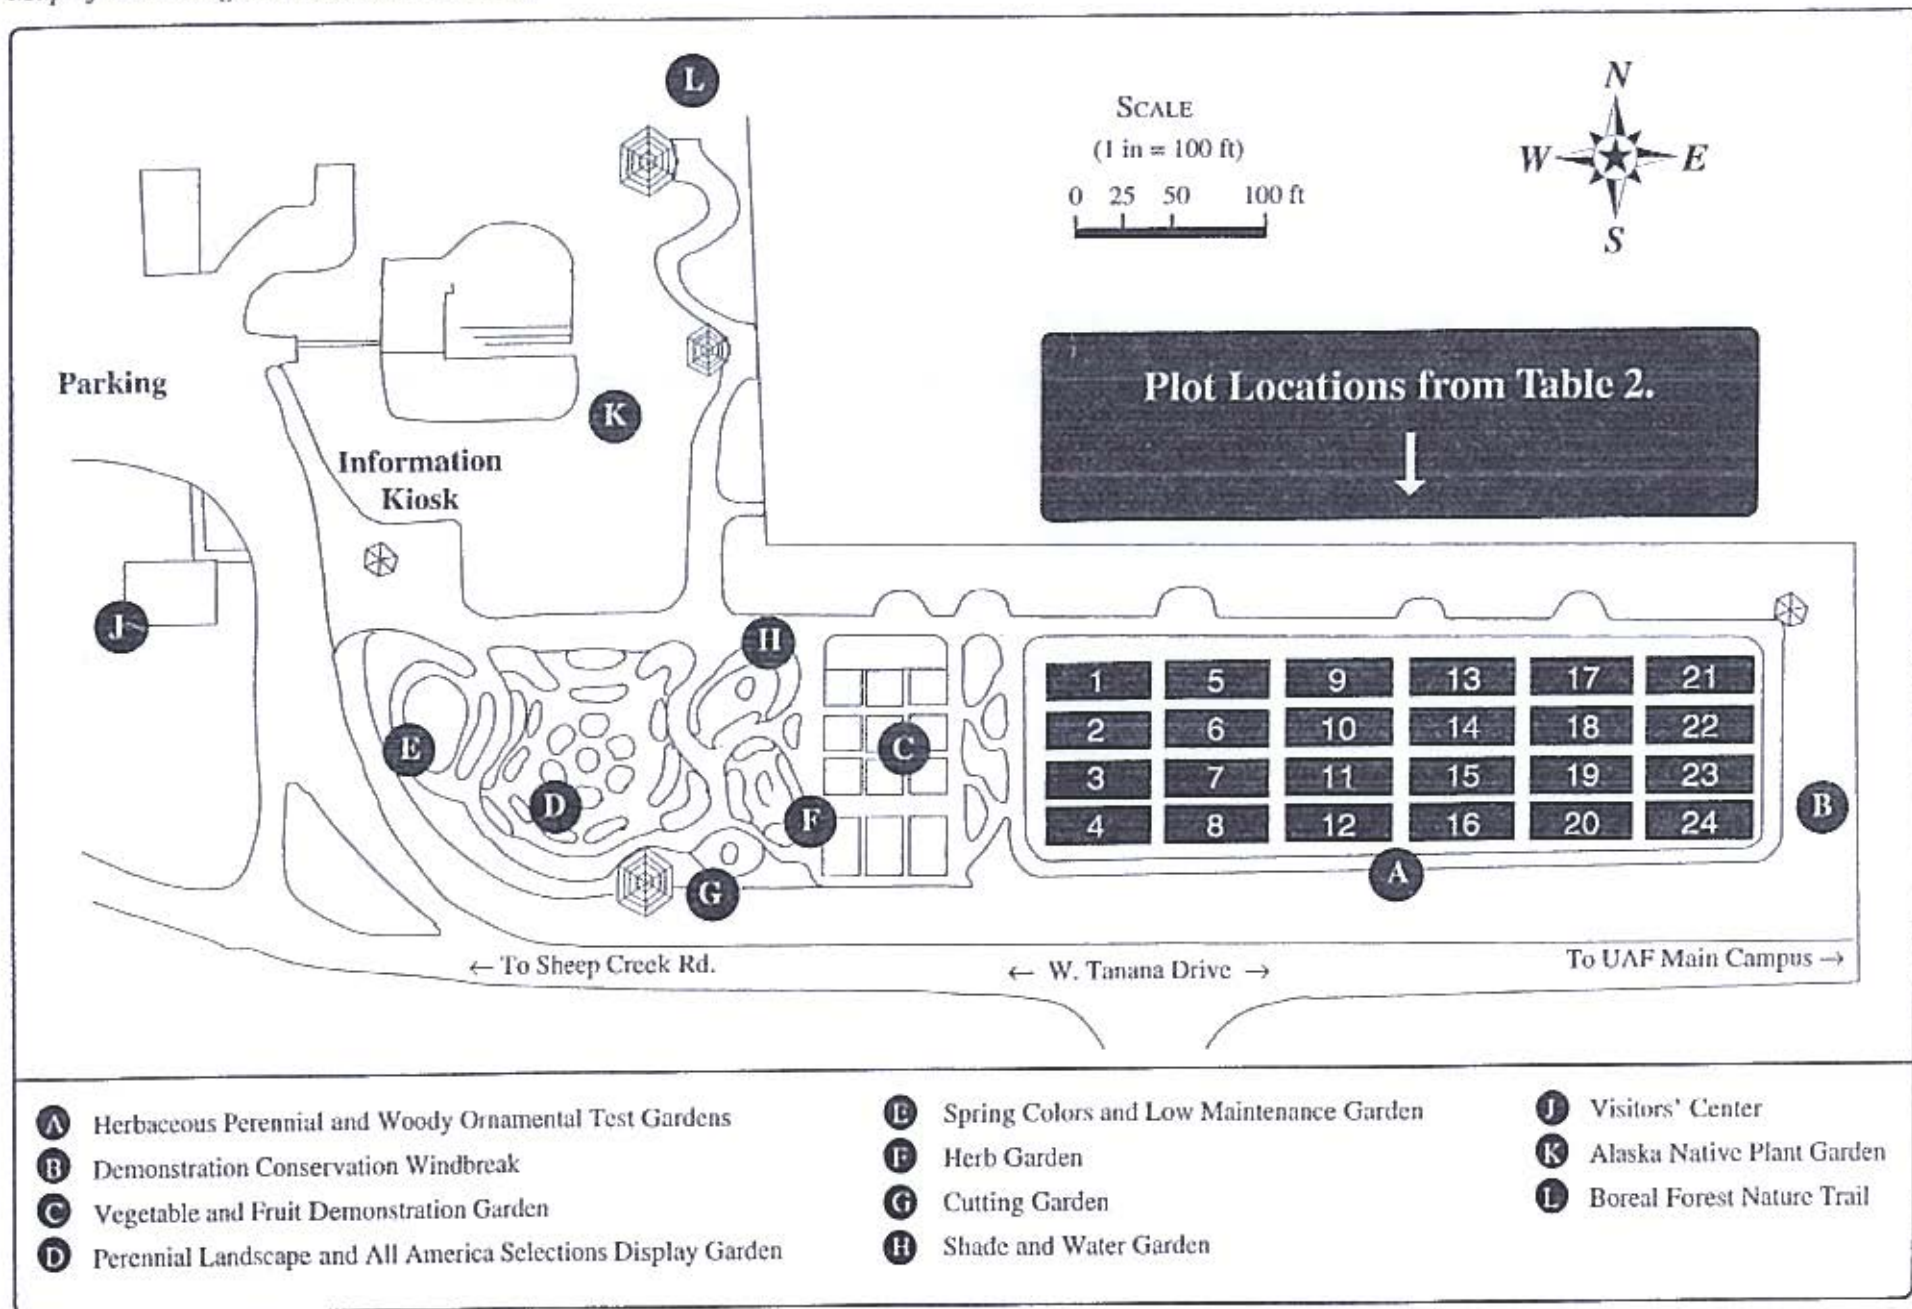 L
SCALE
(1 in = 100 ft)
0 25 50 100 ft
N
W E
S
Parking
K
Information
Kiosk
Plot Locations from Table 2.
↓
J
H
E
D
F
C
G
1 5 9 13 17 21
2 6 10 14 18 22
3 7 11 15 19 23
4 8 12 16 20 24
B
A
← To Sheep Creek Rd.
← W. Tanana Drive →
To UAF Main Campus →
A Herbaceous Perennial and Woody Ornamental Test Gardens
B Demonstration Conservation Windbreak
C Vegetable and Fruit Demonstration Garden
D Perennial Landscape and All America Selections Display Garden
E Spring Colors and Low Maintenance Garden
F Herb Garden
G Cutting Garden
H Shade and Water Garden
J Visitors' Center
K Alaska Native Plant Garden
L Boreal Forest Nature Trail